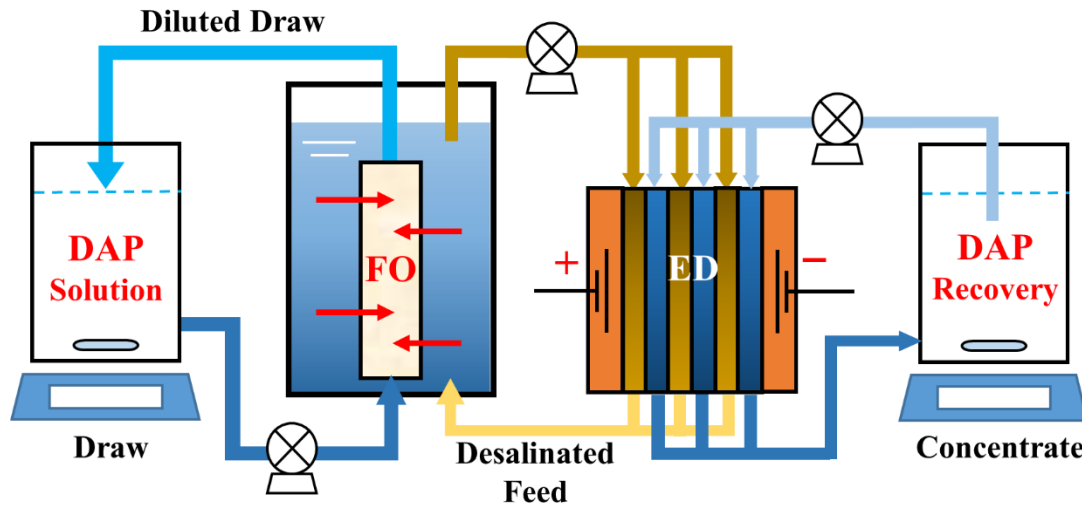 Diluted Draw
DAP
Solution
FO
+
ED
−
DAP
Recovery
Draw
Desalinated
Feed
Concentrate